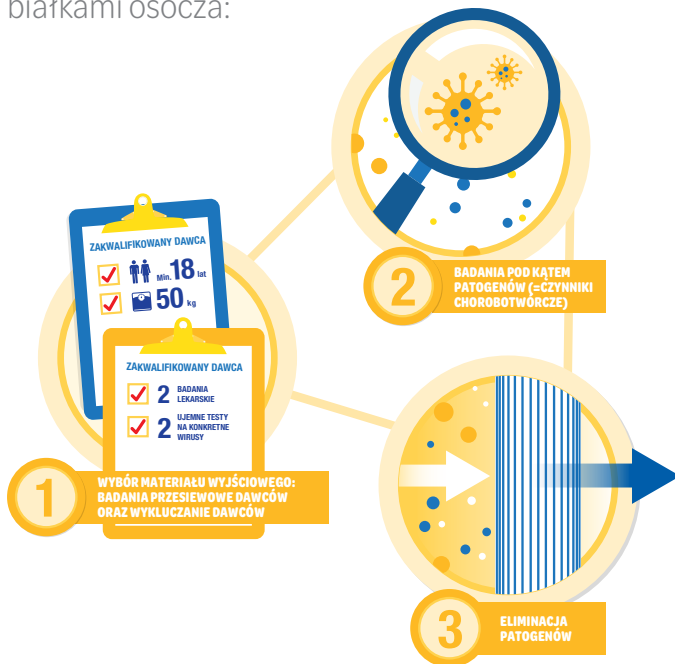 białkami osocza:
ZAKWALIFIKOWANY DAWCA
Min. 18 lat
50 kg
ZAKWALIFIKOWANY DAWCA
2 BADANIA
LEKARSKIE
2 UJEMNE TESTY
NA KONKRETNE
WIRUSY
1
WYBÓR MATERIAŁU WYJŚCIOWEGO:
BADANIA PRZESIEWOWE DAWCÓW
ORAZ WYKLUCZANIE DAWCÓW
2
BADANIA POD KĄTEM
PATOGENÓW (=CZYNNIKI
CHOROBOTWÓRCZE)
3
ELIMINACJA
PATOGENÓW